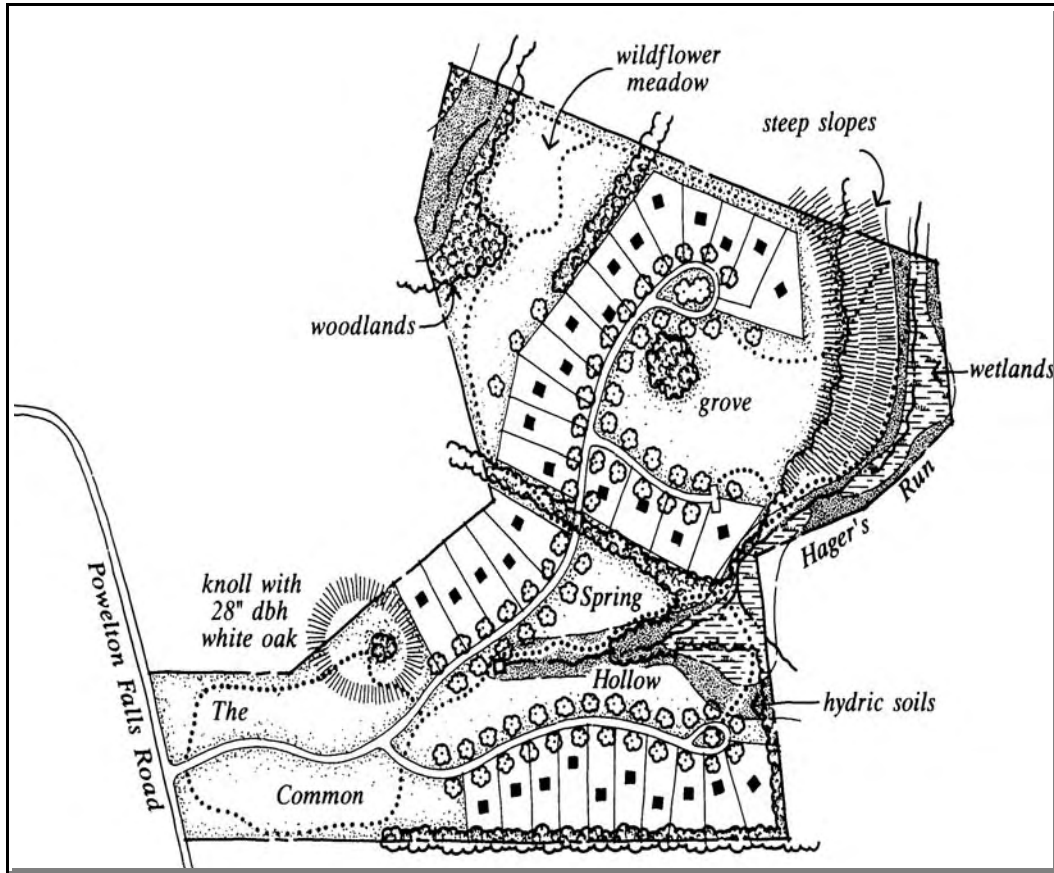 wildflower
meadow
steep slopes
woodlands
wetlands
grove
Hager's Run
knoll with
28" dbh
white oak
Spring
Hollow
hydric soils
The
Common
Powelton Falls Road